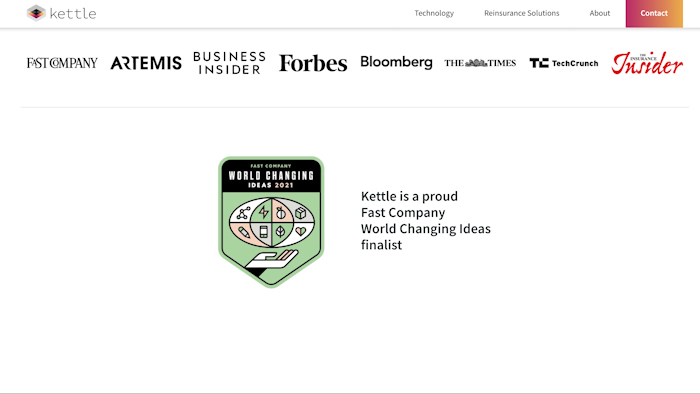 kettle
Technology
Reinsurance Solutions
About
Contact
FAST COMPANY
ARTEMIS
BUSINESS
INSIDER
Forbes
Bloomberg
THE TIMES
TC TechCrunch
THE
INSURANCE
Insider
FAST COMPANY
WORLD CHANGING
IDEAS 2021
Kettle is a proud
Fast Company
World Changing Ideas
finalist